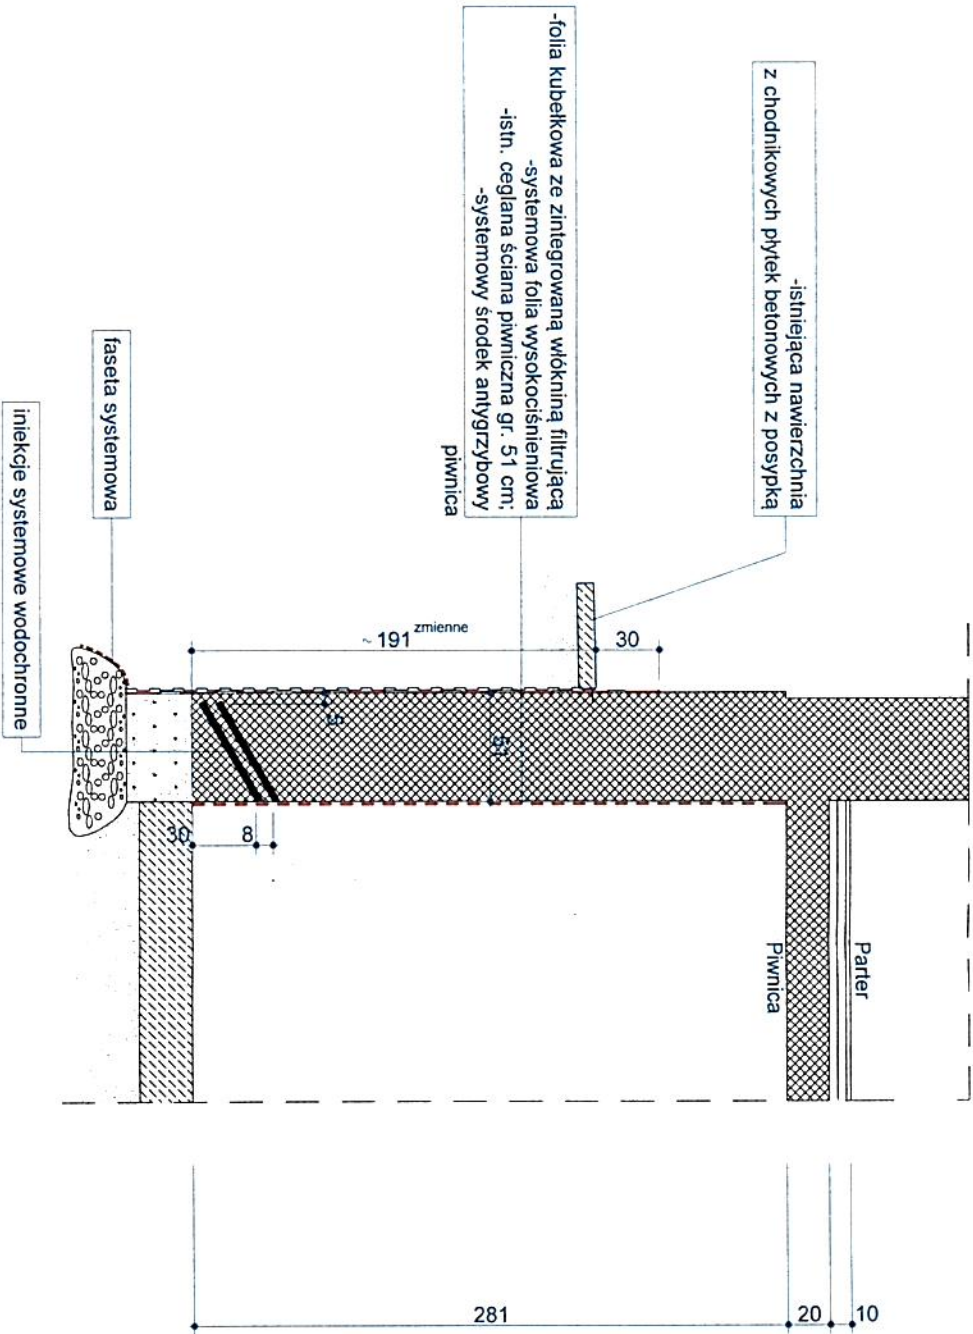 -istniejąca nawierzchnia
z chodnikowych płytek betonowych z posypką
-folia kubełkowa ze zintegrowaną włókniną filtrującą
-systemowa folia wysokociśnieniowa
-istn. ceglana ściana piwniczna gr. 51 cm;
-systemowy środek antygrzybowy
piwnica
faseta systemowa
iniekcje systemowe wodochronne
~ 191 zmienne
30
5
51
30
8
Parter
Piwnica
281
20
10